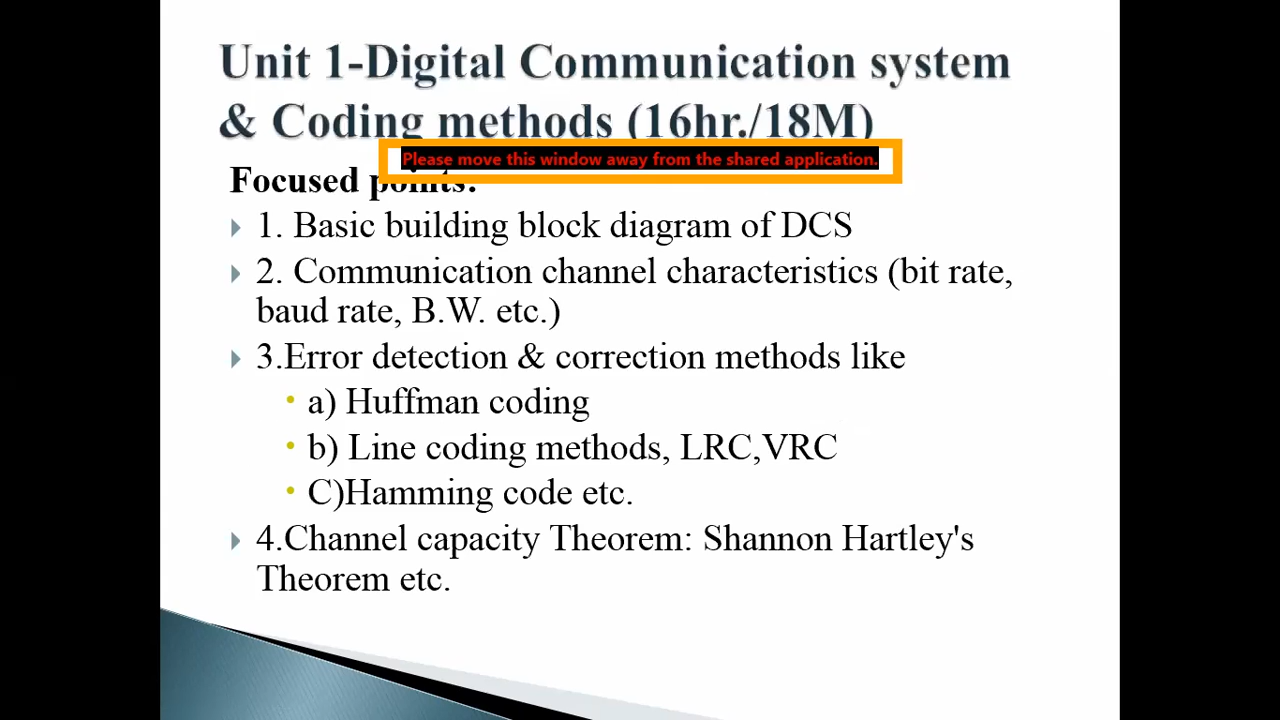 Unit 1-Digital Communication system
& Coding methods (16hr./18M)
Please move this window away from the shared application.
Focused points:
1. Basic building block diagram of DCS
2. Communication channel characteristics (bit rate,
baud rate, B.W. etc.)
3.Error detection & correction methods like
a) Huffman coding
b) Line coding methods, LRC,VRC
C)Hamming code etc.
4.Channel capacity Theorem: Shannon Hartley's
Theorem etc.